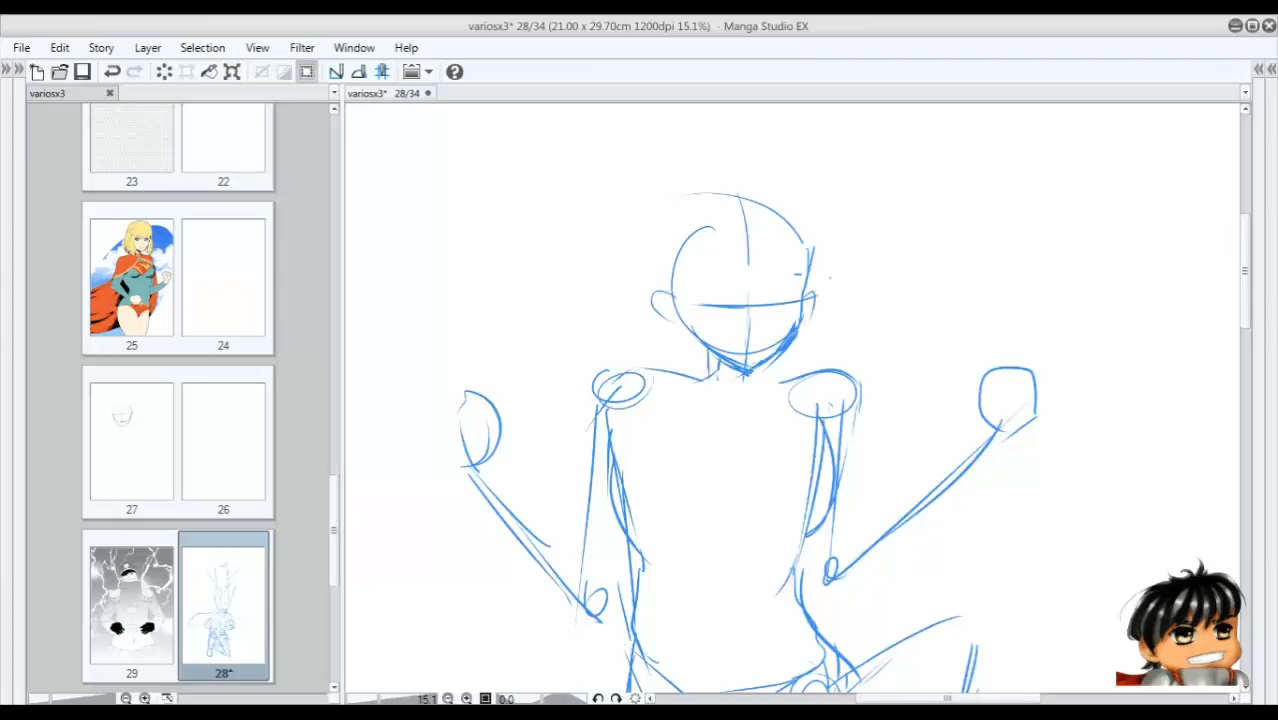 variosx3* 28/34 (21.00 x 29.70cm 1200dpi 15.1%)  - Manga Studio EX
File Edit Story Layer Selection View Filter Window Help
variosx3
variosx3* 28/34
23 22
25 24
27 26
29 28*
15.1 0.0